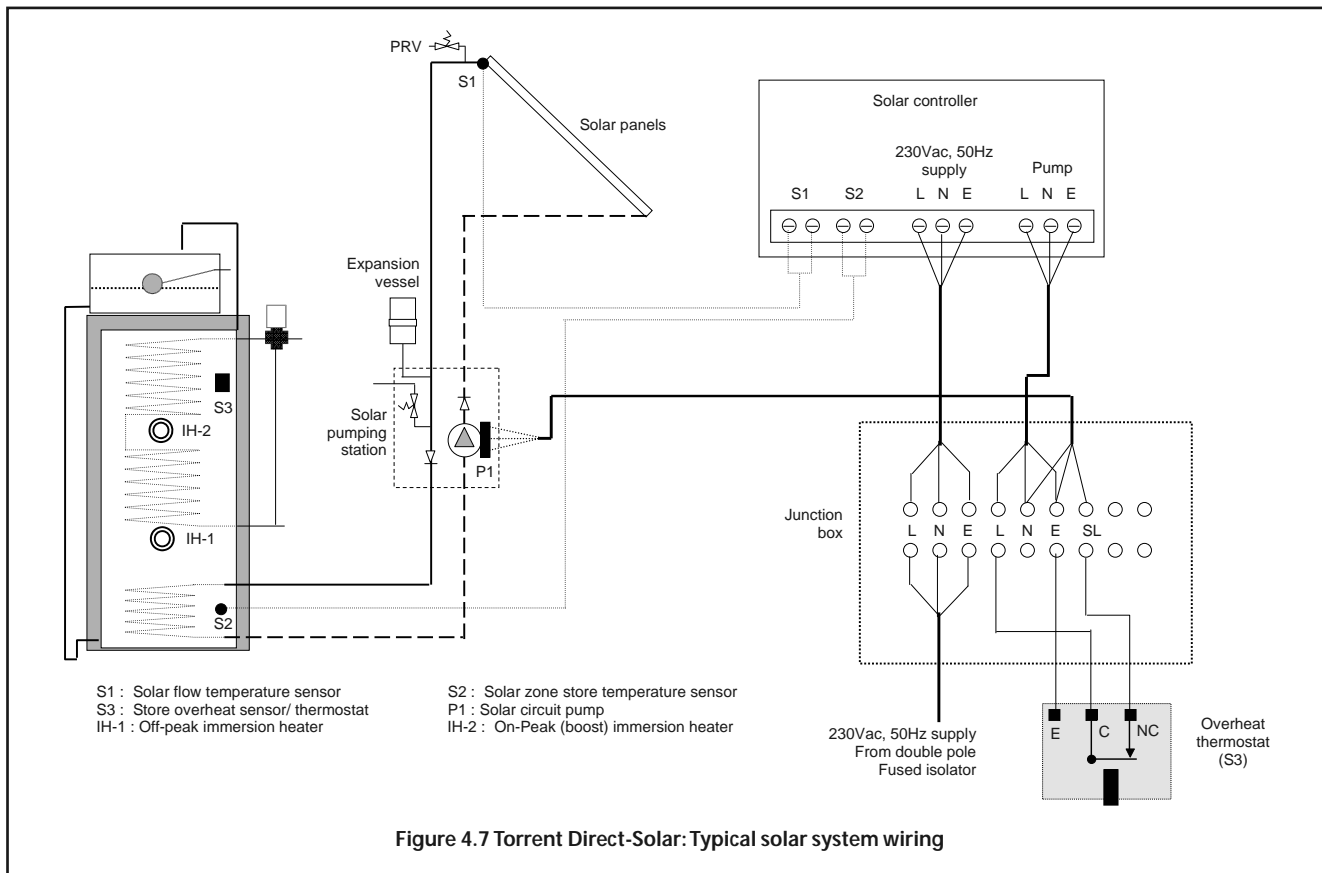 PRV
S1
Solar panels
Solar controller
230Vac, 50Hz
supply
Pump
S1 S2 L N E L N E
Expansion
vessel
S3
IH-2
Solar
pumping
station
P1
IH-1
S2
Junction
box
L N E L N E SL
S1 : Solar flow temperature sensor
S3 : Store overheat sensor/ thermostat
IH-1 : Off-peak immersion heater
S2 : Solar zone store temperature sensor
P1 : Solar circuit pump
IH-2 : On-Peak (boost) immersion heater
230Vac, 50Hz supply
From double pole
Fused isolator
E C NC
Overheat
thermostat
(S3)
Figure 4.7 Torrent Direct-Solar: Typical solar system wiring